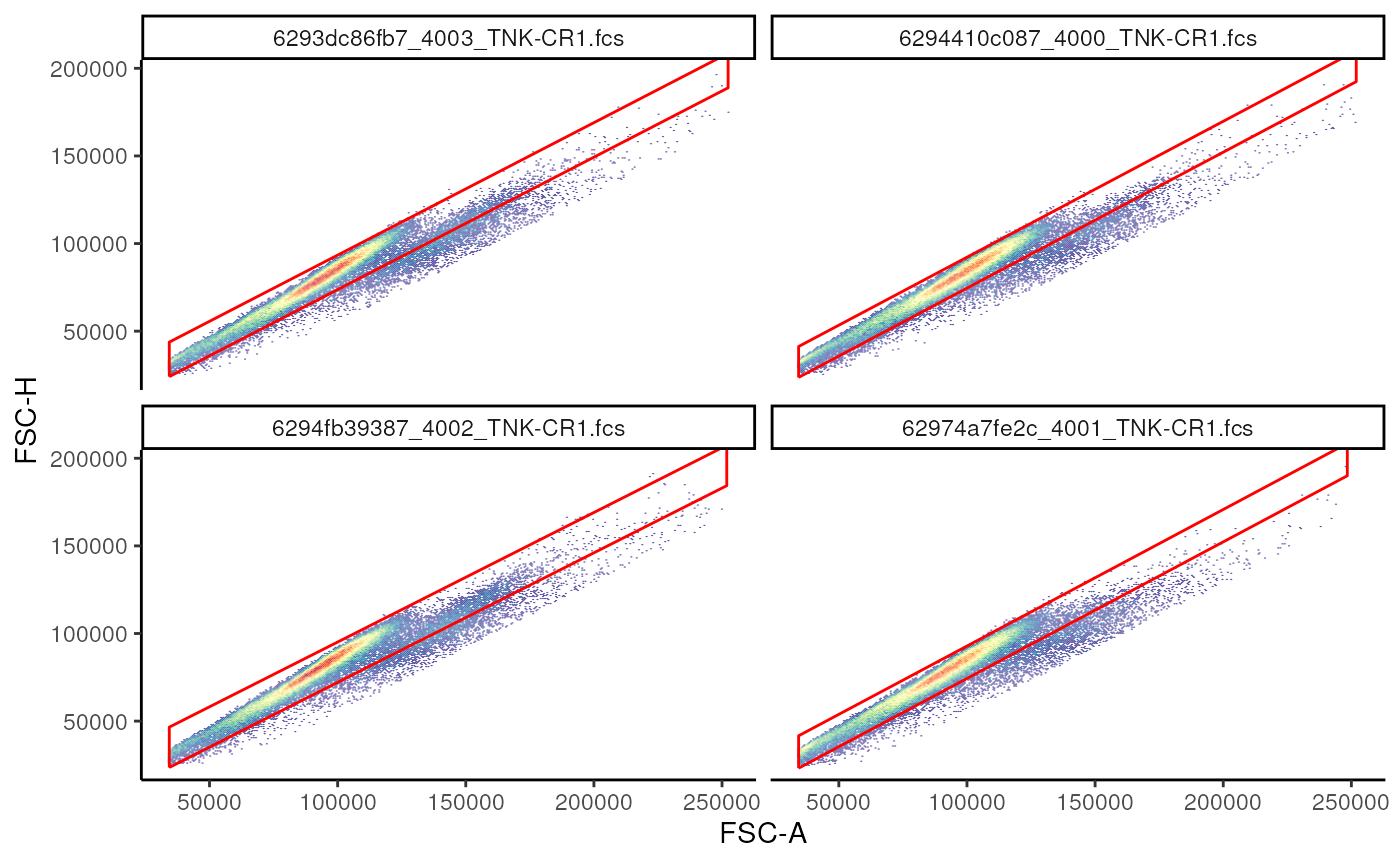 6293dc86fb7_4003_TNK-CR1.fcs
6294410c087_4000_TNK-CR1.fcs
200000
150000
100000
50000
FSC-H
6294fb39387_4002_TNK-CR1.fcs
62974a7fe2c_4001_TNK-CR1.fcs
200000
150000
100000
50000
50000 100000 150000 200000 250000 50000 100000 150000 200000 250000
FSC-A